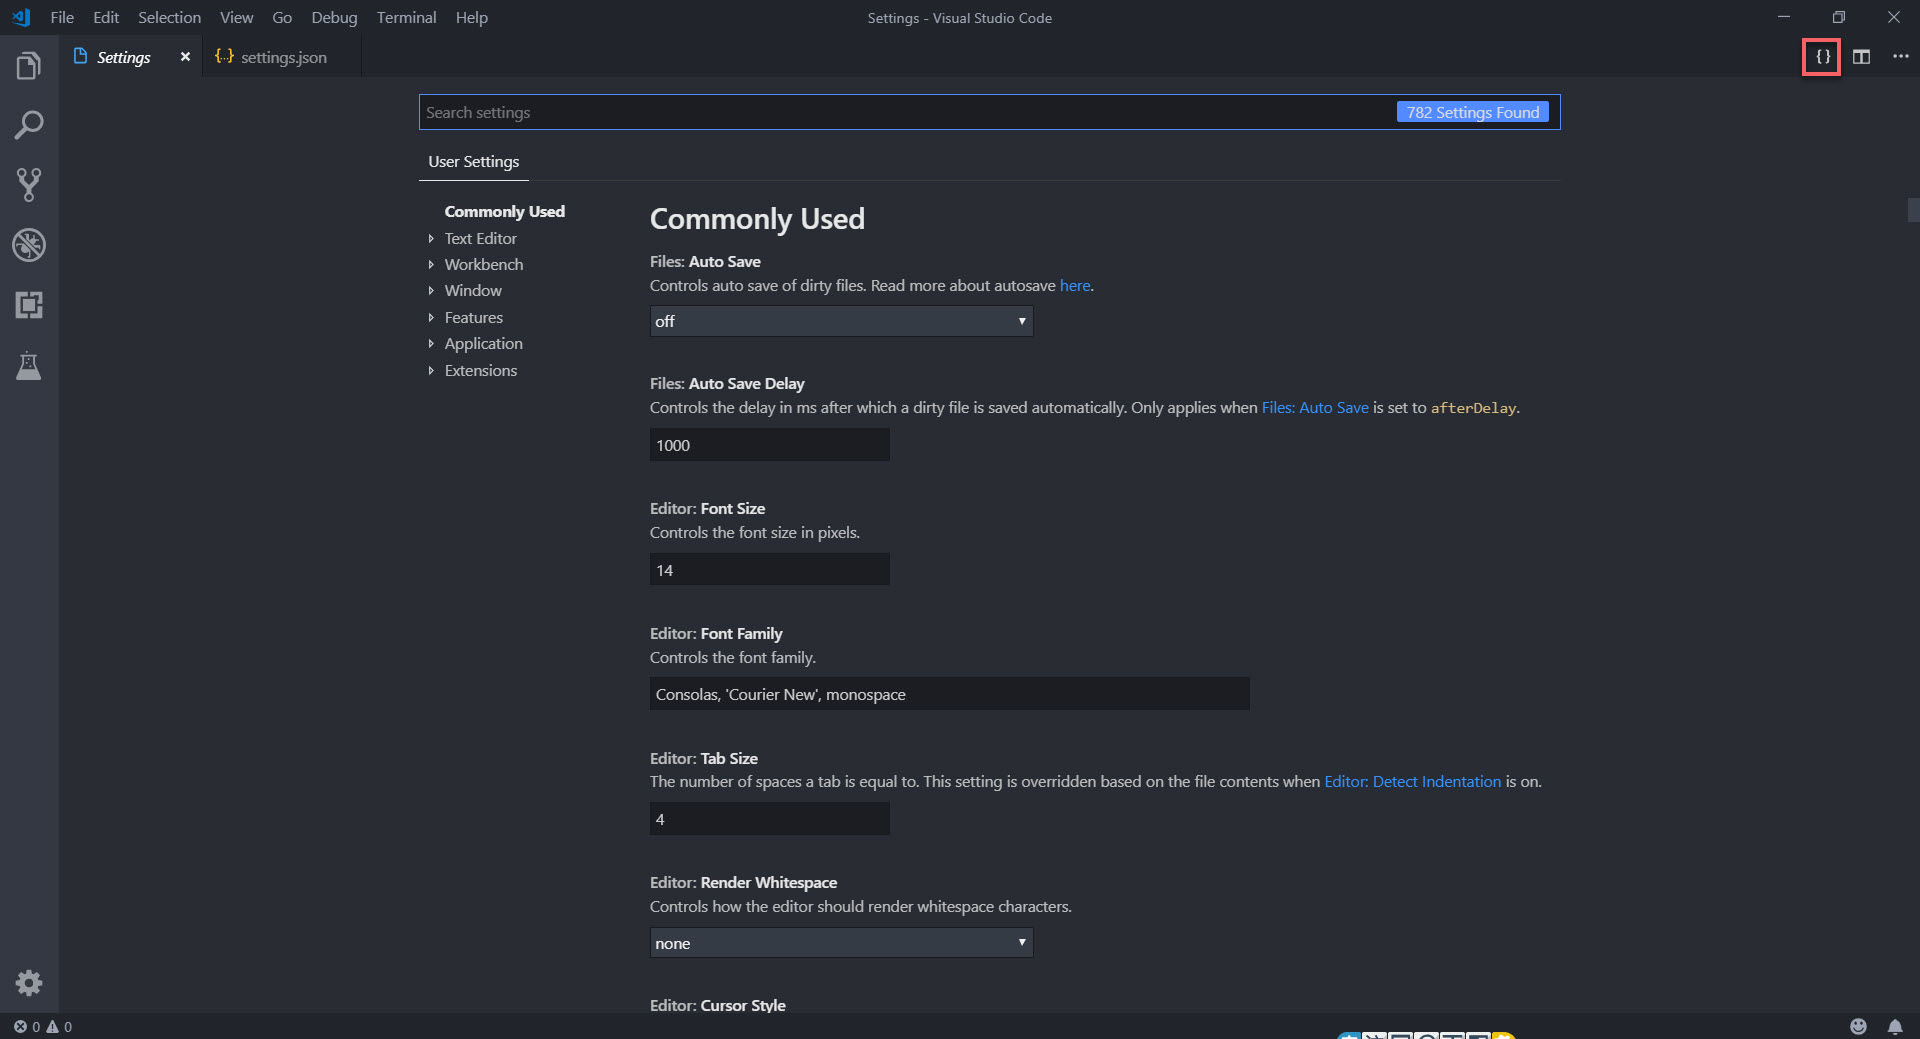 File Edit Selection View Go Debug Terminal Help
Settings - Visual Studio Code
Settings
{..} settings.json
{ }
Search settings
782 Settings Found
User Settings
Commonly Used
Text Editor
Workbench
Window
Features
Application
Extensions
Commonly Used
Files: Auto Save
Controls auto save of dirty files. Read more about autosave here.
off
Files: Auto Save Delay
Controls the delay in ms after which a dirty file is saved automatically. Only applies when Files: Auto Save is set to afterDelay.
1000
Editor: Font Size
Controls the font size in pixels.
14
Editor: Font Family
Controls the font family.
Consolas, 'Courier New', monospace
Editor: Tab Size
The number of spaces a tab is equal to. This setting is overridden based on the file contents when Editor: Detect Indentation is on.
4
Editor: Render Whitespace
Controls how the editor should render whitespace characters.
none
Editor: Cursor Style
0 0